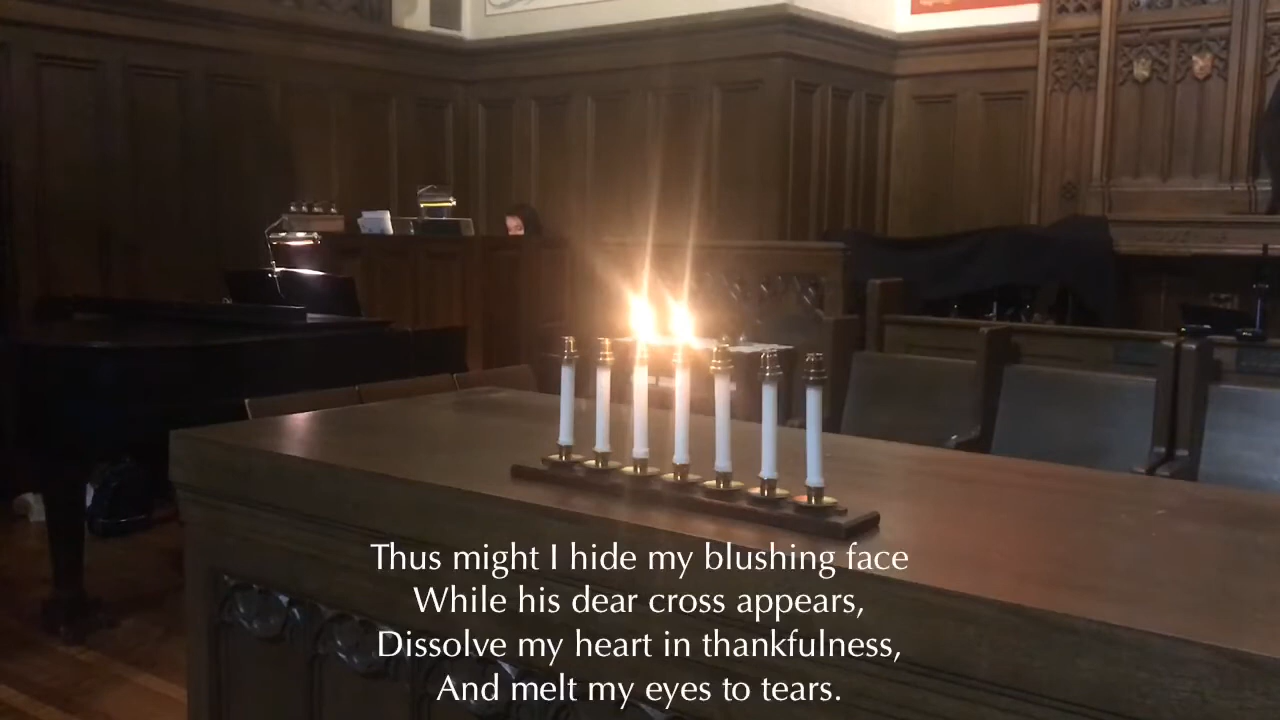 Thus might I hide my blushing face
While his dear cross appears,
Dissolve my heart in thankfulness,
And melt my eyes to tears.